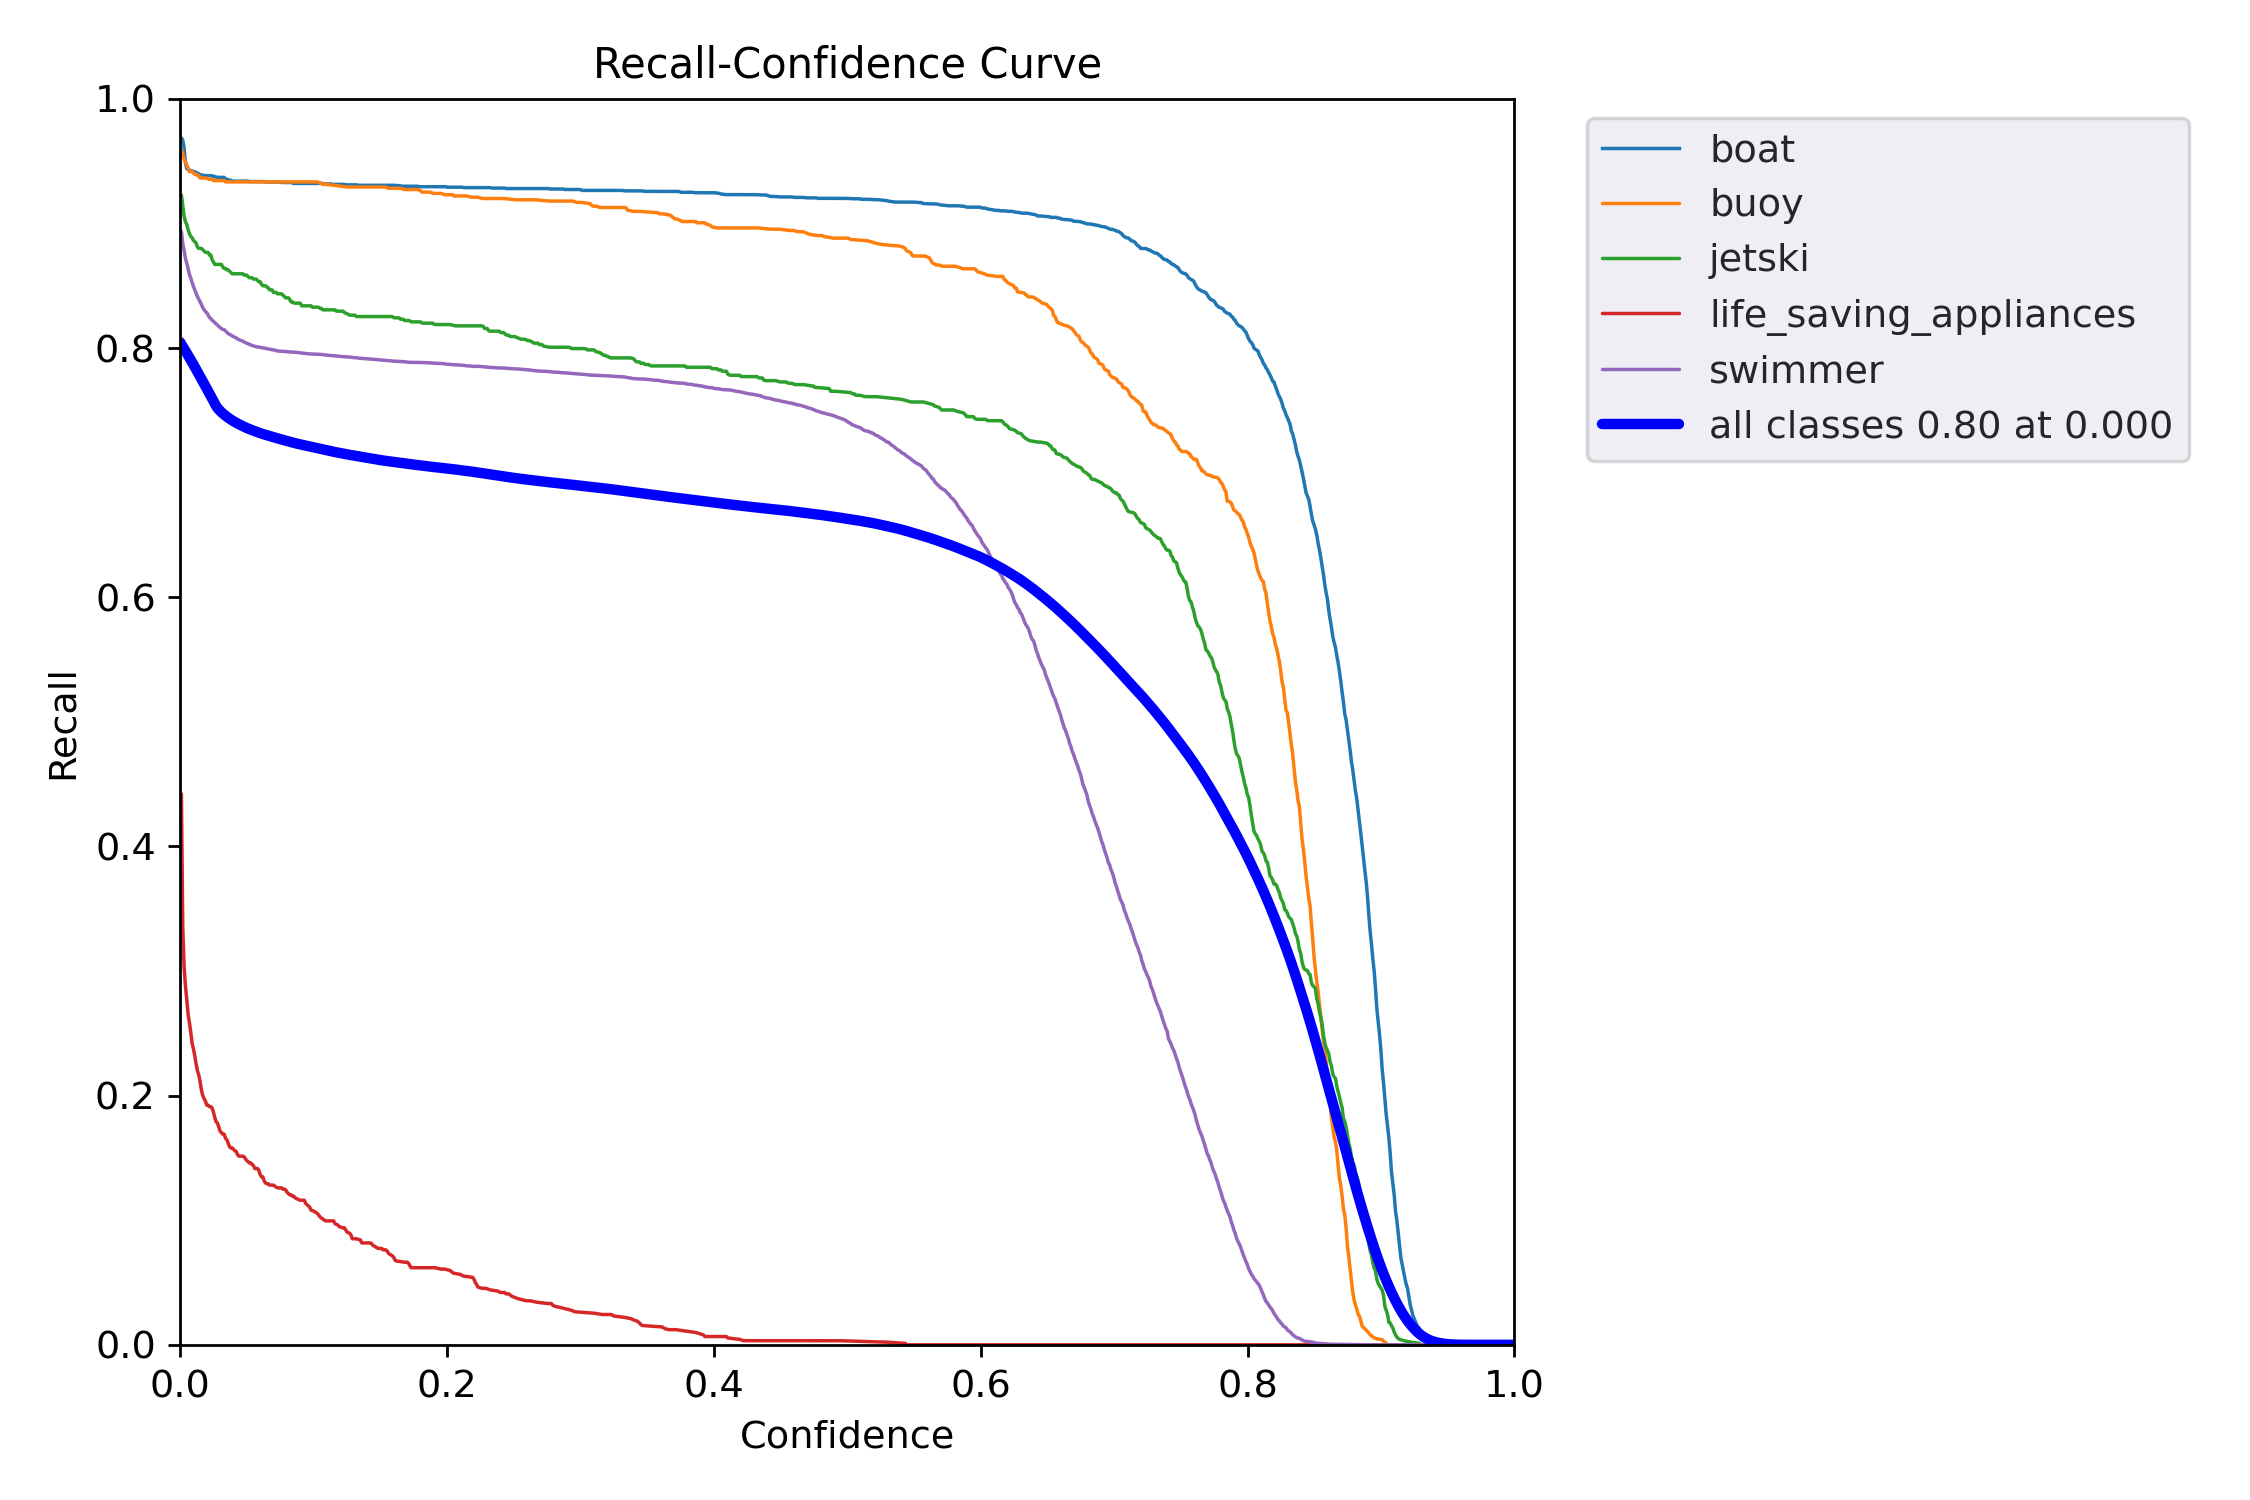 Recall-Confidence Curve
1.0
0.8
0.6
0.4
0.2
0.0
Recall
0.0 0.2 0.4 0.6 0.8 1.0
Confidence
boat
buoy
jetski
life_saving_appliances
swimmer
all classes 0.80 at 0.000